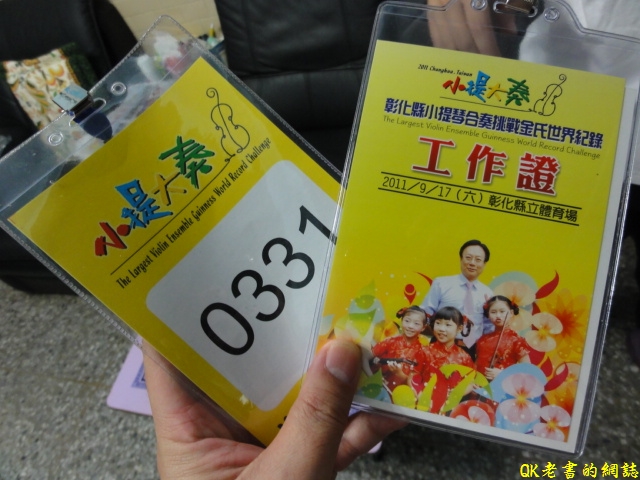 小提大奏
The Largest Violin Ensemble Guinness World Record Challenge
0331
2011 Changhua, Taiwan
小提大奏
彰化縣小提琴合奏挑戰金氏世界紀錄
The Largest Violin Ensemble Guinness World Record Challenge
工作證
2011／9／17（六）彰化縣立體育場
QK老書的網誌